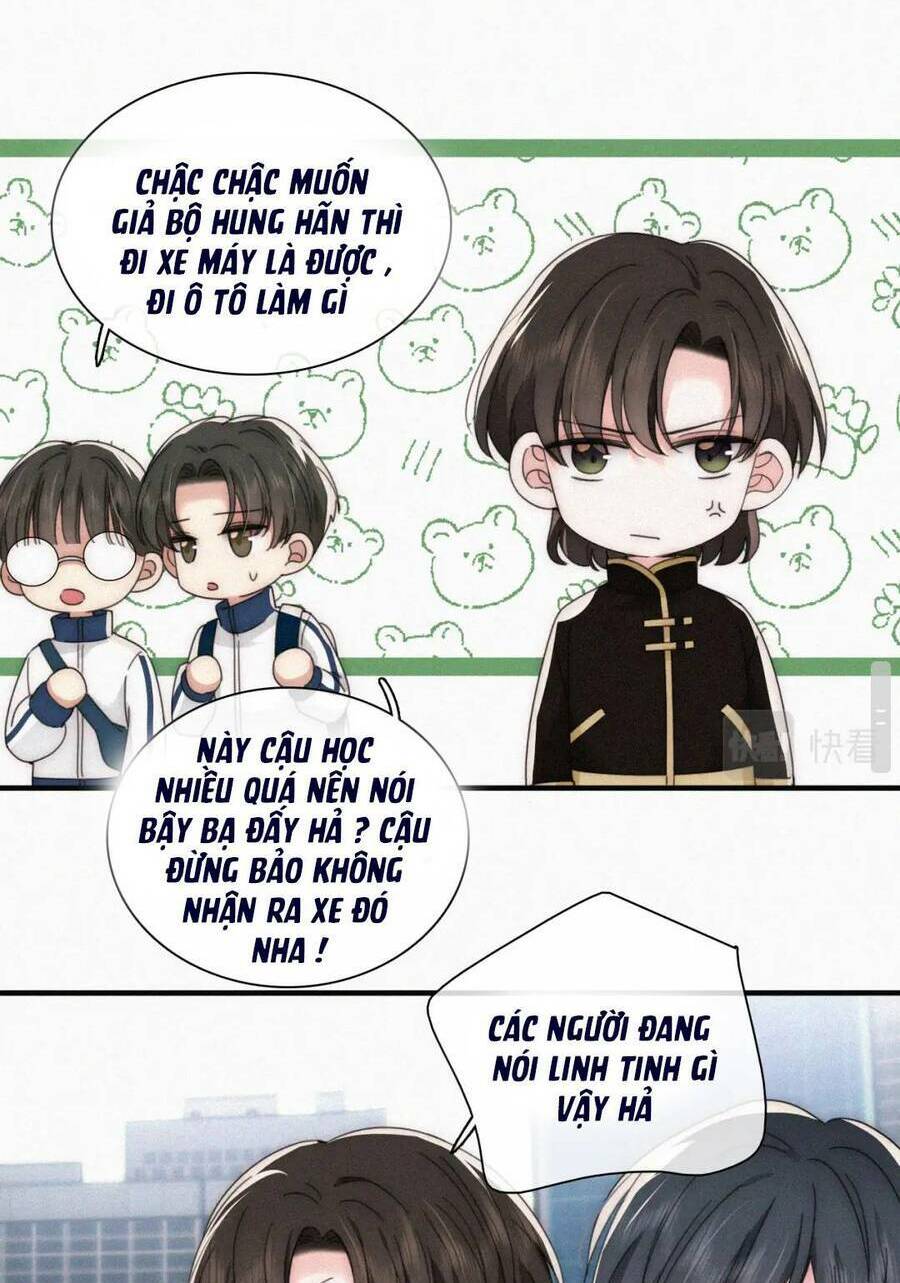 CHẬC CHẬC MUỐN
GIẢ BỘ HUNG HÃN THÌ
ĐI XE MÁY LÀ ĐƯỢC ,
ĐI Ô TÔ LÀM GÌ
NÀY CẬU HỌC
NHIỀU QUÁ NÊN NÓI
BẬY BẠ ĐẤY HẢ ? CẬU
ĐỪNG BẢO KHÔNG
NHẬN RA XE ĐÓ
NHA !
快看
CÁC NGƯỜI ĐANG
NÓI LINH TINH GÌ
VẬY HẢ